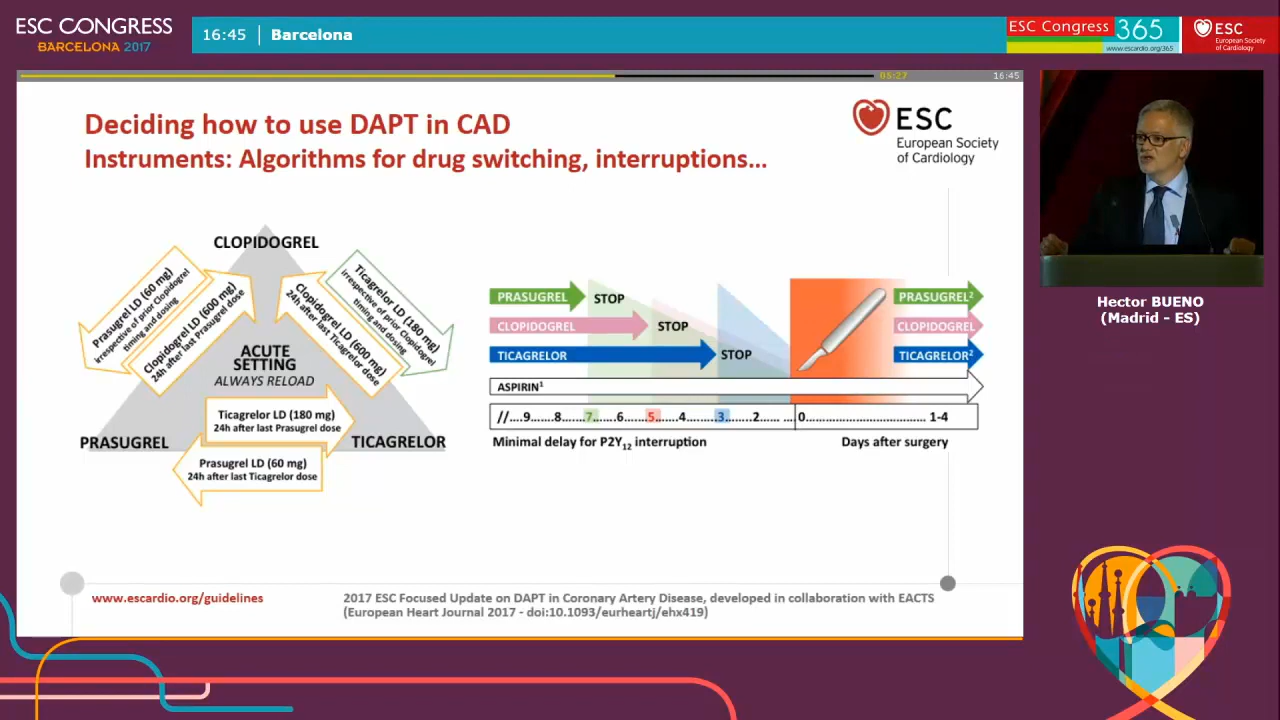 ESC CONGRESS
BARCELONA 2017
16:45 | Barcelona
ESC Congress
365
www.escardio.org/365
ESC
European Society
of Cardiology
05:27
16:45
Deciding how to use DAPT in CAD
Instruments: Algorithms for drug switching, interruptions...
ESC
European Society
of Cardiology
CLOPIDOGREL
Prasugrel LD (60 mg)
irrespective of prior Clopidogrel
timing and dosing
Clopidogrel LD (600 mg)
24h after last Prasugrel dose
Ticagrelor LD (180 mg)
irrespective of prior Clopidogrel
timing and dosing
Clopidogrel LD (600 mg)
24h after last Ticagrelor dose
ACUTE
SETTING
ALWAYS RELOAD
Ticagrelor LD (180 mg)
24h after last Prasugrel dose
PRASUGREL
TICAGRELOR
Prasugrel LD (60 mg)
24h after last Ticagrelor dose
PRASUGREL
STOP
PRASUGREL²
CLOPIDOGREL
STOP
CLOPIDOGREL
TICAGRELOR
STOP
TICAGRELOR²
ASPIRIN¹
//....9.......8.......7.......6.......5.......4........3.......2..... ....0................................ 1-4
Minimal delay for P2Y₁₂ interruption
Days after surgery
Hector BUENO
(Madrid - ES)
www.escardio.org/guidelines
2017 ESC Focused Update on DAPT in Coronary Artery Disease, developed in collaboration with EACTS
(European Heart Journal 2017 - doi:10.1093/eurheartj/ehx419)